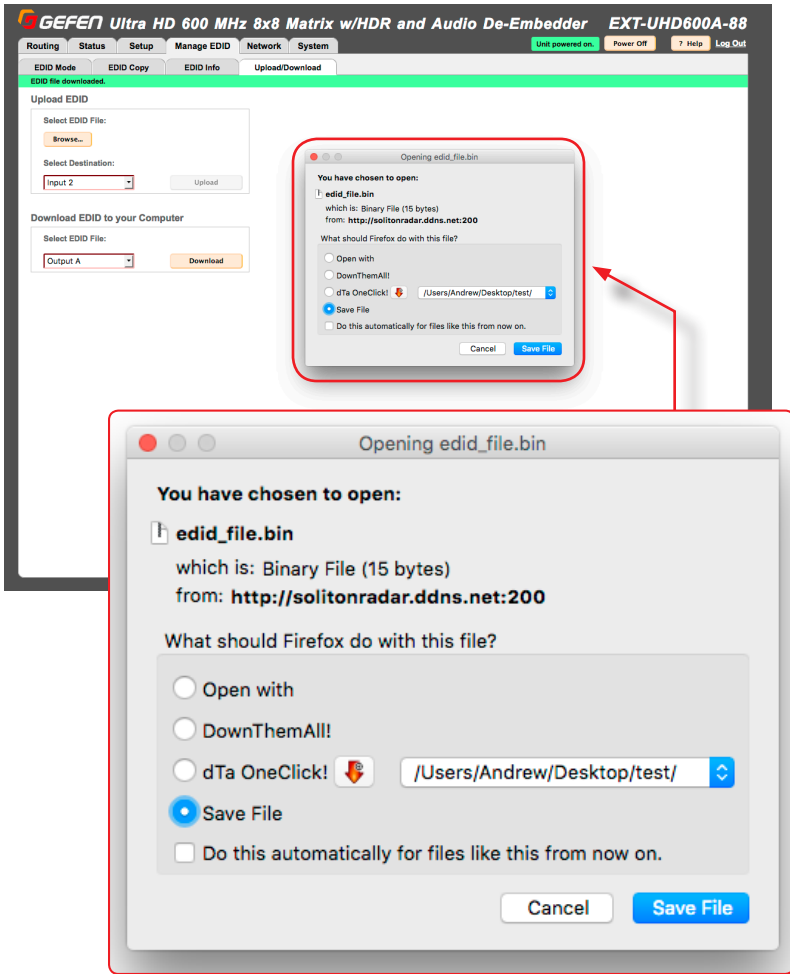 GEFEN Ultra HD 600 MHz 8x8 Matrix w/HDR and Audio De-Embedder EXT-UHD600A-88
Routing Status Setup Manage EDID Network System Unit powered on. Power Off ? Help Log Out
EDID Mode EDID Copy EDID Info Upload/Download
EDID file downloaded.
Upload EDID
Select EDID File:
Browse...
Select Destination:
Input 2 Upload
Download EDID to your Computer
Select EDID File:
Output A Download
Opening edid_file.bin
You have chosen to open:
edid_file.bin
which is: Binary File (15 bytes)
from: http://solitonradar.ddns.net:200
What should Firefox do with this file?
Open with
DownThemAll!
dTa OneClick! /Users/Andrew/Desktop/test/
Save File
Do this automatically for files like this from now on.
Cancel Save File
Opening edid_file.bin
You have chosen to open:
edid_file.bin
which is: Binary File (15 bytes)
from: http://solitonradar.ddns.net:200
What should Firefox do with this file?
Open with
DownThemAll!
dTa OneClick! /Users/Andrew/Desktop/test/
Save File
Do this automatically for files like this from now on.
Cancel Save File